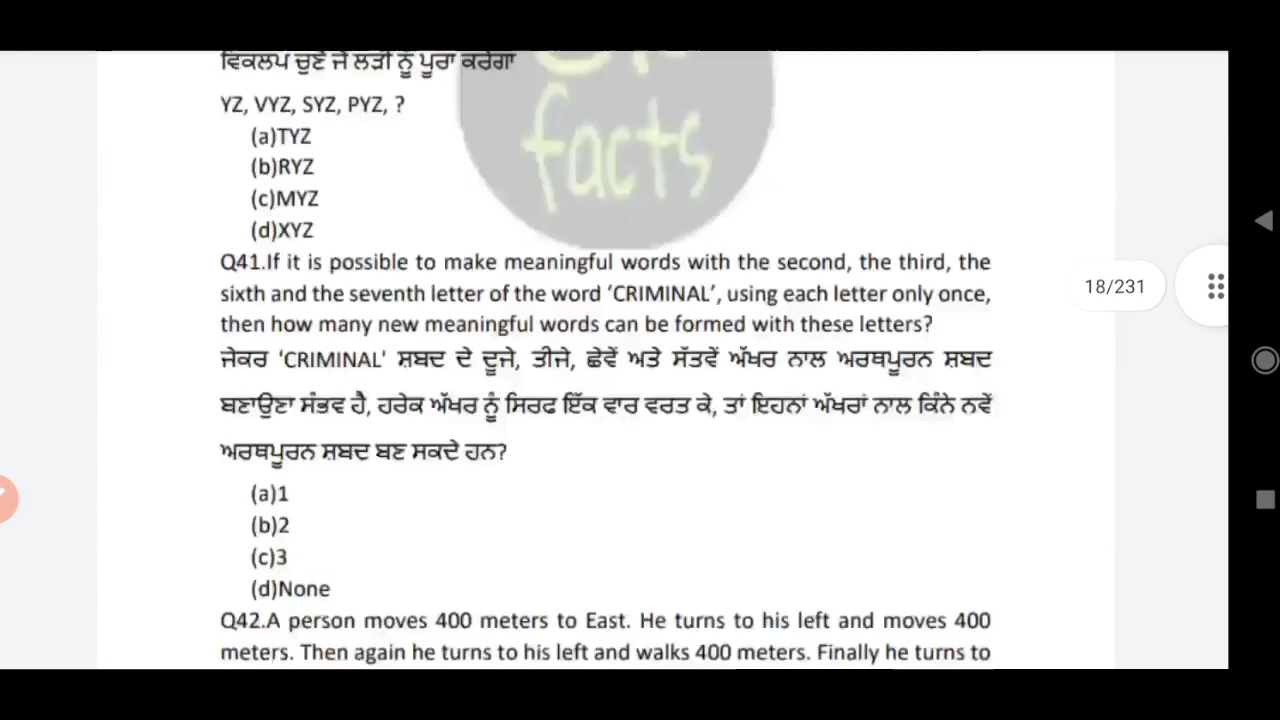 ਵਿਕਲਪ ਚੁਣੋ ਜੋ ਲੜੀ ਨੂੰ ਪੂਰਾ ਕਰੇਗਾ
facts
YZ, VYZ, SYZ, PYZ, ?
(a)TYZ
(b)RYZ
(c)MYZ
(d)XYZ
Q41.If it is possible to make meaningful words with the second, the third, the
sixth and the seventh letter of the word ‘CRIMINAL’, using each letter only once,
then how many new meaningful words can be formed with these letters?
ਜੇਕਰ ‘CRIMINAL' ਸ਼ਬਦ ਦੇ ਦੂਜੇ, ਤੀਜੇ, ਛੇਵੇਂ ਅਤੇ ਸੱਤਵੇਂ ਅੱਖਰ ਨਾਲ ਅਰਥਪੂਰਨ ਸ਼ਬਦ
ਬਣਾਉਣਾ ਸੰਭਵ ਹੈ, ਹਰੇਕ ਅੱਖਰ ਨੂੰ ਸਿਰਫ ਇੱਕ ਵਾਰ ਵਰਤ ਕੇ, ਤਾਂ ਇਹਨਾਂ ਅੱਖਰਾਂ ਨਾਲ ਕਿੰਨੇ ਨਵੇਂ
ਅਰਥਪੂਰਨ ਸ਼ਬਦ ਬਣ ਸਕਦੇ ਹਨ?
(a)1
(b)2
(c)3
(d)None
Q42.A person moves 400 meters to East. He turns to his left and moves 400
meters. Then again he turns to his left and walks 400 meters. Finally he turns to
18/231